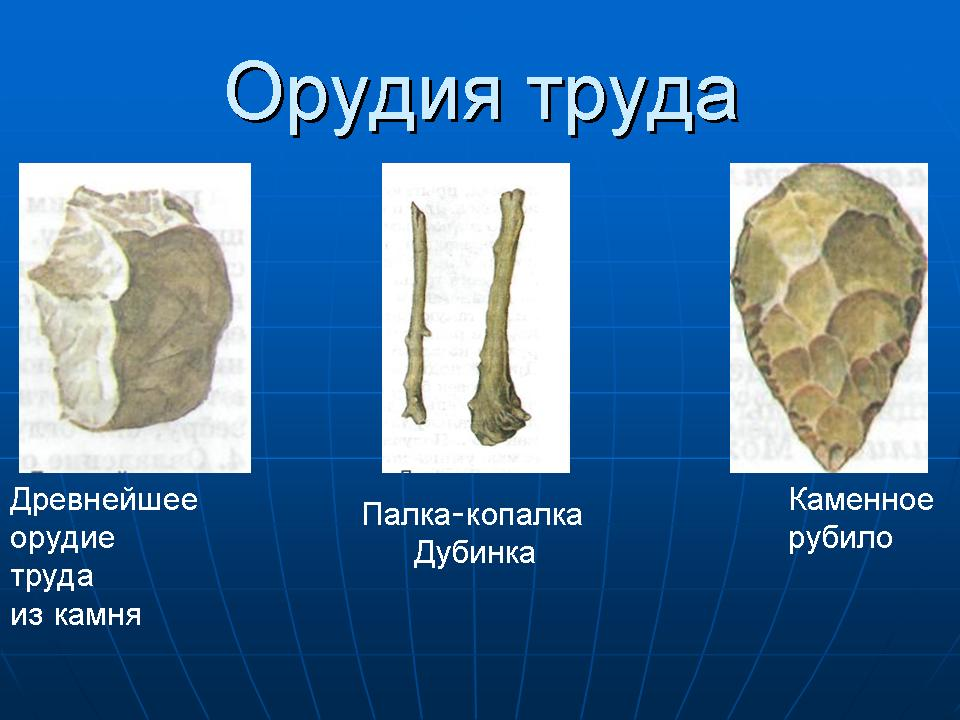 Орудия труда
Древнейшее
орудие
труда
из камня
Палка-копалка
Дубинка
Каменное
рубило